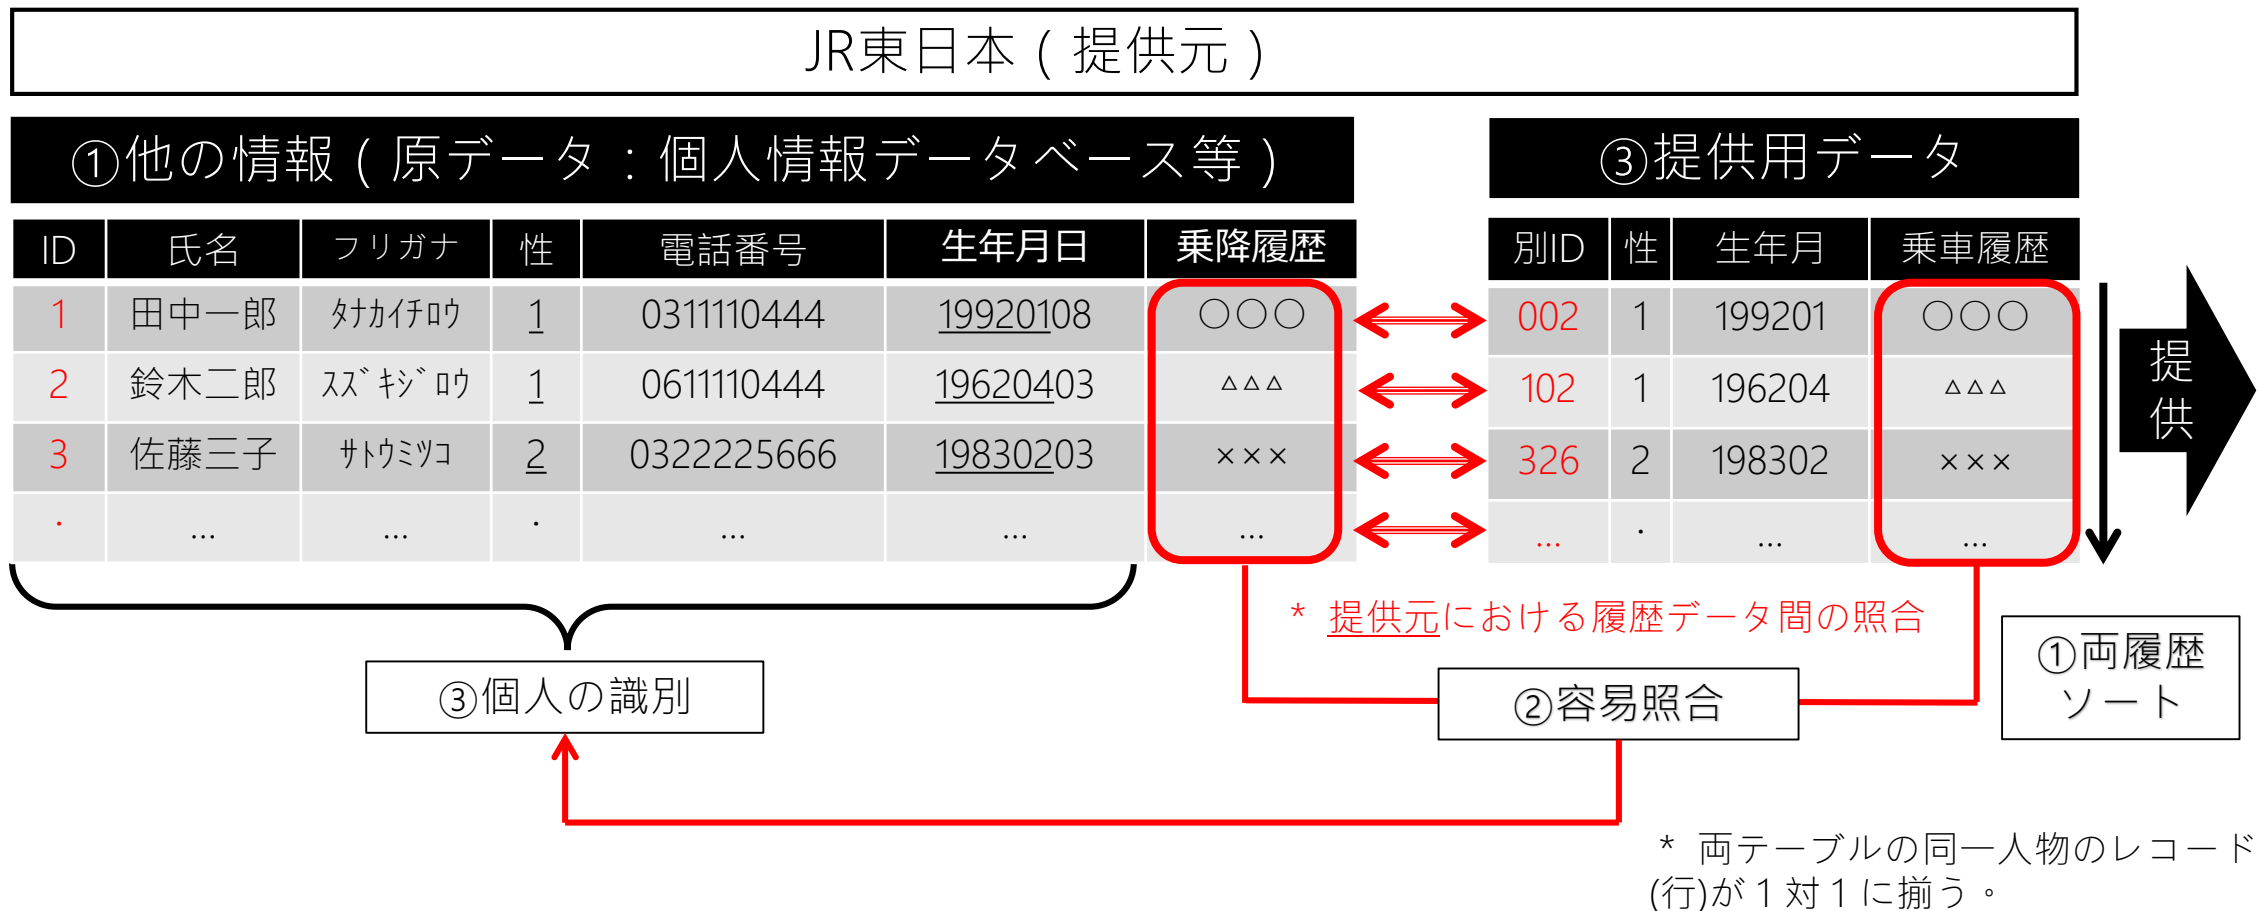 JR東日本（提供元）
①他の情報（原データ：個人情報データベース等）
③提供用データ
ID 氏名 フリガナ 性 電話番号 生年月日 乗降履歴
1 田中一郎 ﾀﾅｶｲﾁﾛｳ 1 0311110444 19920108 ○○○
2 鈴木二郎 ｽｽﾞｷｼﾞﾛｳ 1 0611110444 19620403 △△△
3 佐藤三子 ｻﾄｳﾐﾂｺ 2 0322225666 19830203 ×××
· … … · … … …
別ID 性 生年月 乗車履歴
002 1 199201 ○○○
102 1 196204 △△△
326 2 198302 ×××
… · … …
提
供
* 提供元における履歴データ間の照合
①両履歴
ソート
③個人の識別
②容易照合
* 両テーブルの同一人物のレコード
(行)が１対１に揃う。